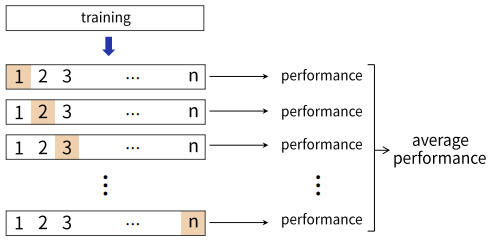 training
1 2 3 ... n performance
1 2 3 ... n performance
1 2 3 ... n performance
average
performance
1 2 3 ... n performance